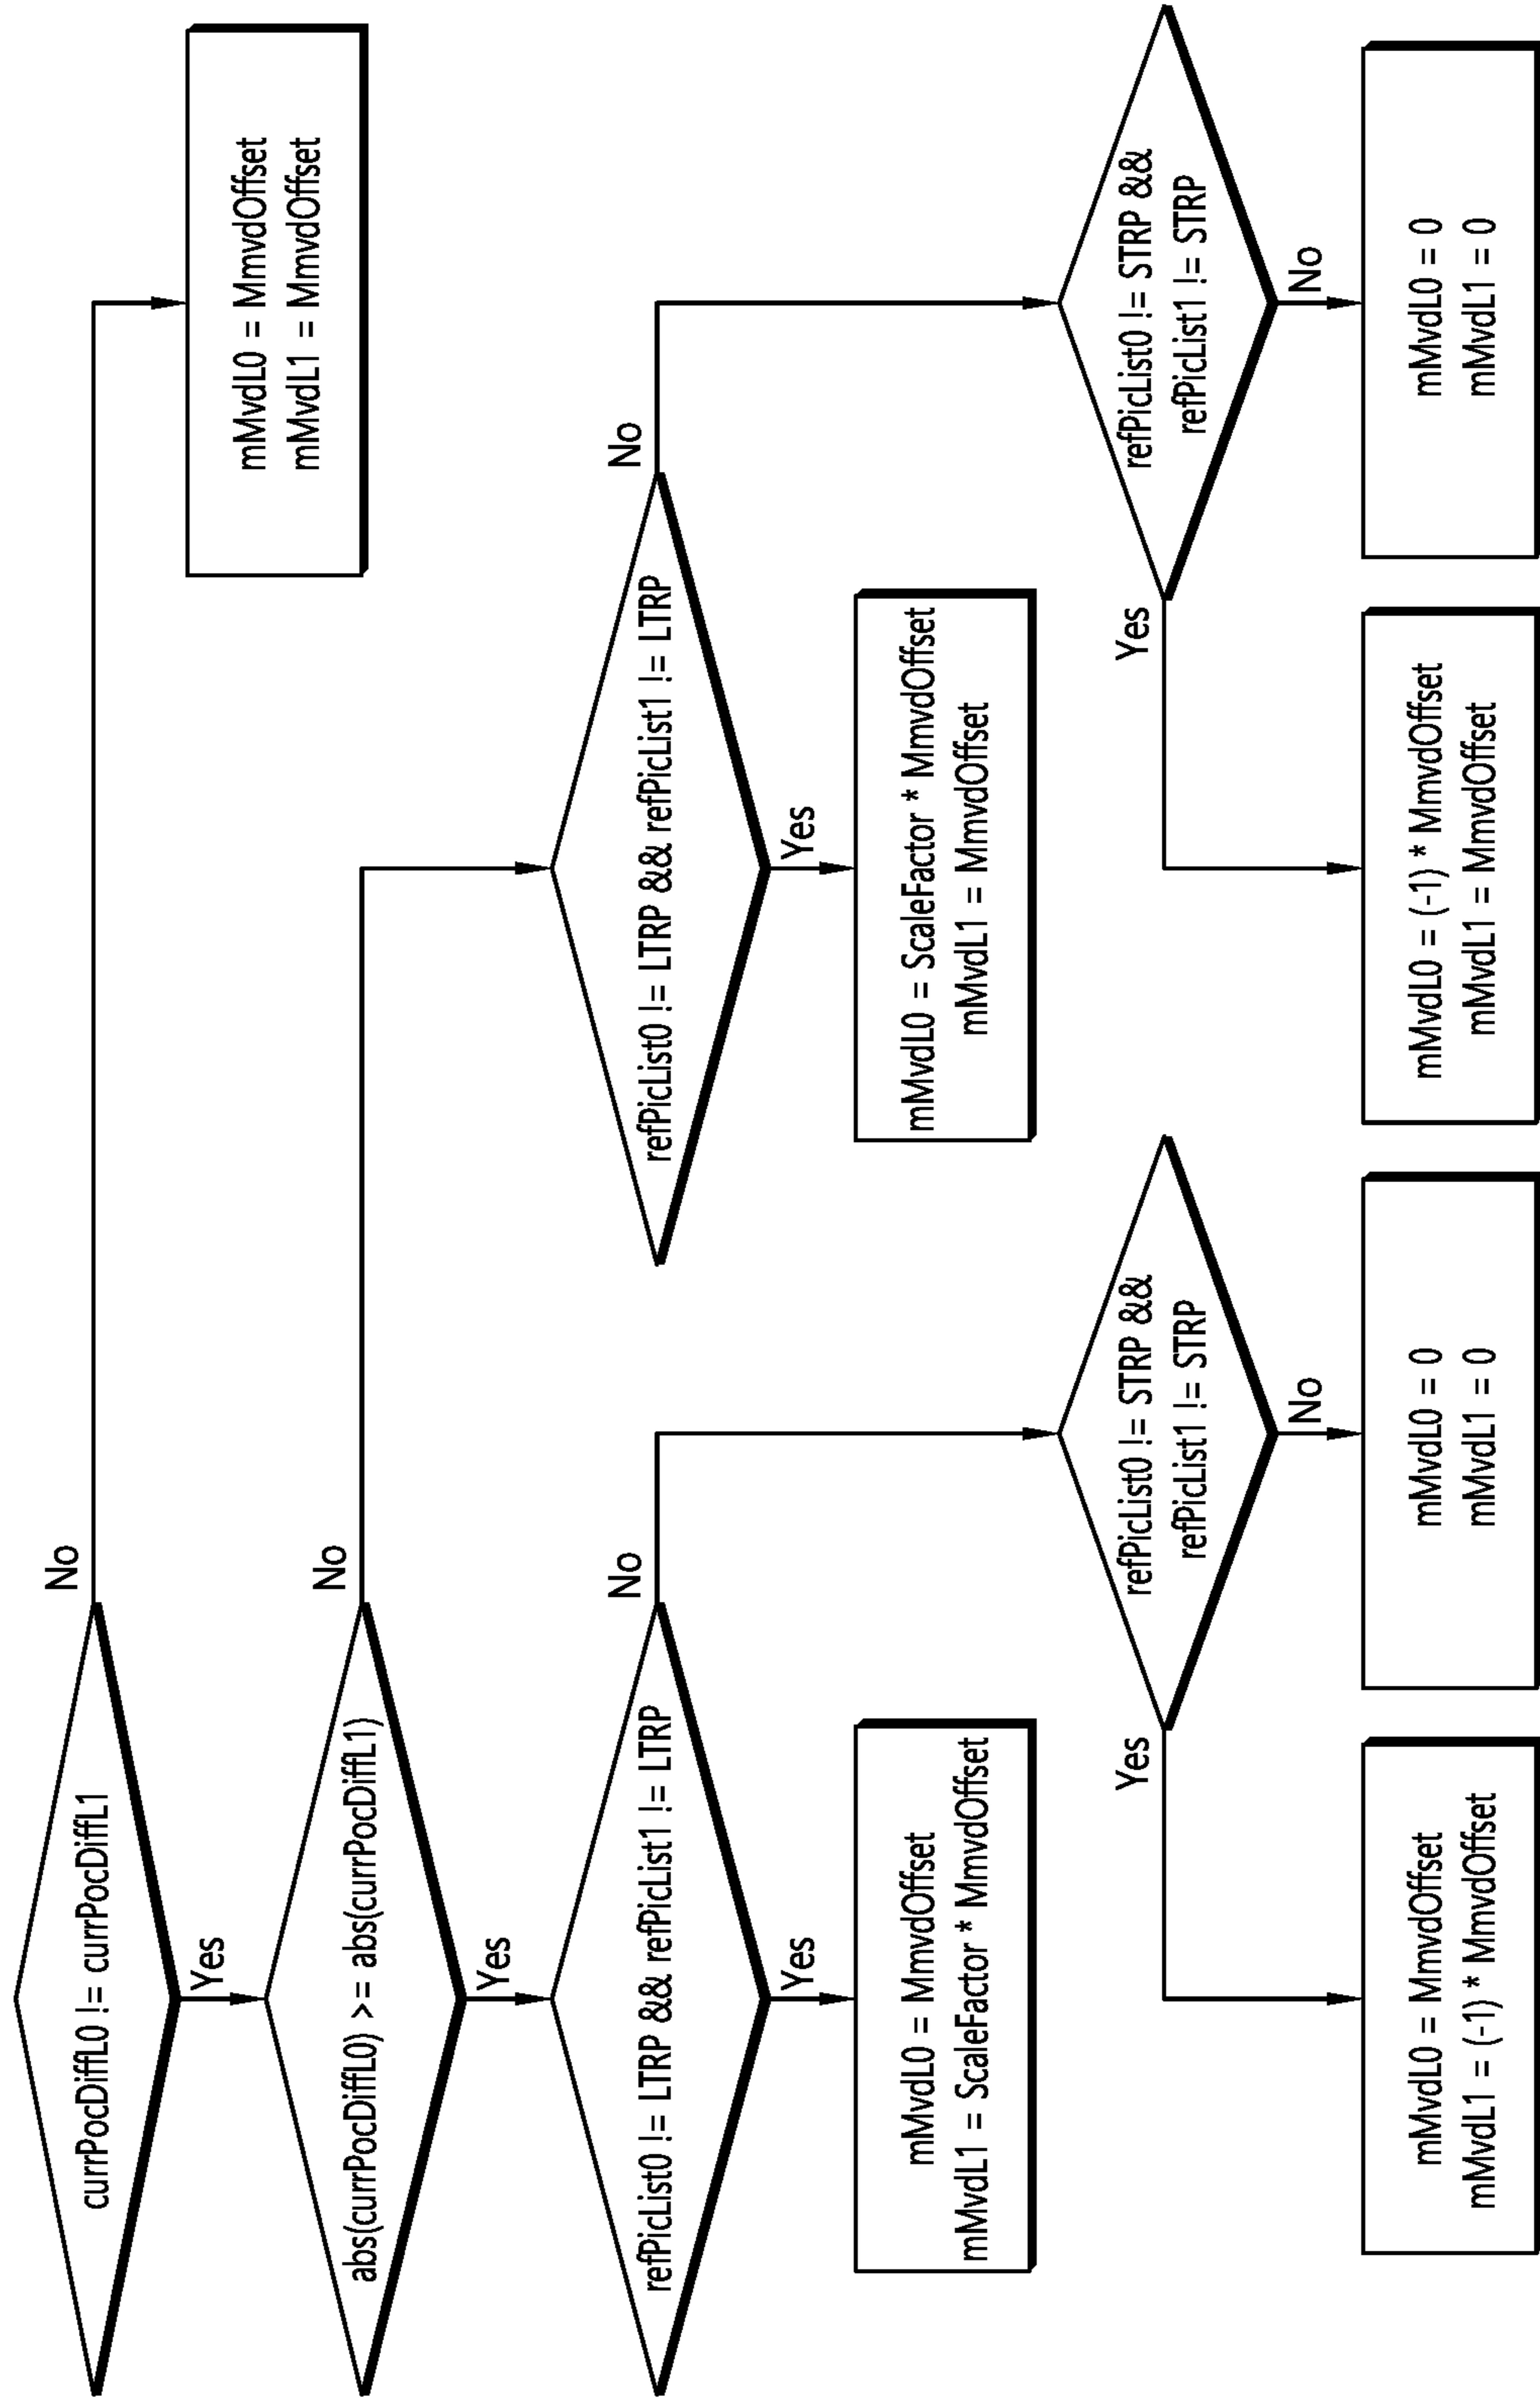 currPocDiffL0 != currPocDiffL1
No
Yes
mMvdL0 = MmvdOffset
mMvdL1 = MmvdOffset
abs(currPocDiffL0) >= abs(currPocDiffL1)
No
Yes
refPicList0 != LTRP && refPicList1 != LTRP
No
Yes
refPicList0 != LTRP && refPicList1 != LTRP
No
Yes
mMvdL0 = MmvdOffset
mMvdL1 = ScaleFactor * MmvdOffset
mMvdL0 = ScaleFactor * MmvdOffset
mMvdL1 = MmvdOffset
Yes
refPicList0 != STRP &&
refPicList1 != STRP
No
Yes
refPicList0 != STRP &&
refPicList1 != STRP
No
mMvdL0 = MmvdOffset
mMvdL1 = (-1) * MmvdOffset
mMvdL0 = 0
mMvdL1 = 0
mMvdL0 = (-1) * MmvdOffset
mMvdL1 = MmvdOffset
mMvdL0 = 0
mMvdL1 = 0